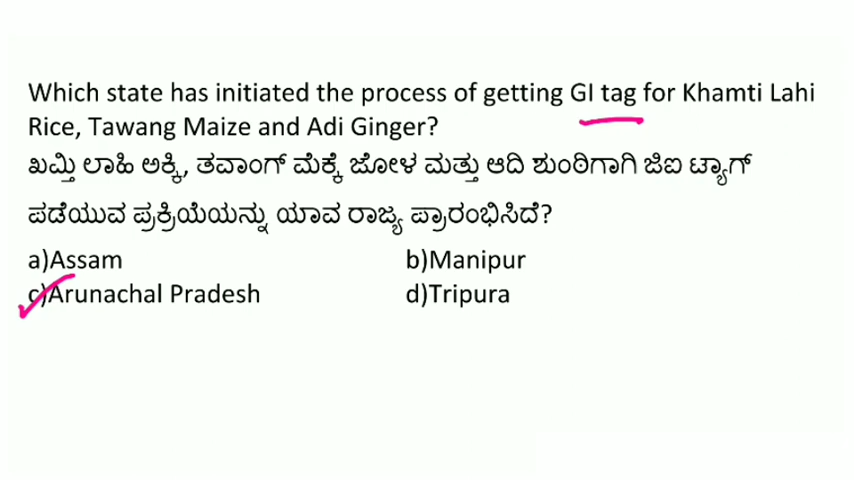 Which state has initiated the process of getting GI tag for Khamti Lahi
Rice, Tawang Maize and Adi Ginger?
ಖಮ್ತಿ ಲಾಹಿ ಅಕ್ಕಿ, ತವಾಂಗ್ ಮೆಕ್ಕೆ ಜೋಳ ಮತ್ತು ಆದಿ ಶುಂಠಿಗಾಗಿ ಜಿಐ ಟ್ಯಾಗ್
ಪಡೆಯುವ ಪ್ರಕ್ರಿಯೆಯನ್ನು ಯಾವ ರಾಜ್ಯ ಪ್ರಾರಂಭಿಸಿದೆ?
a)Assam b)Manipur
c)Arunachal Pradesh d)Tripura